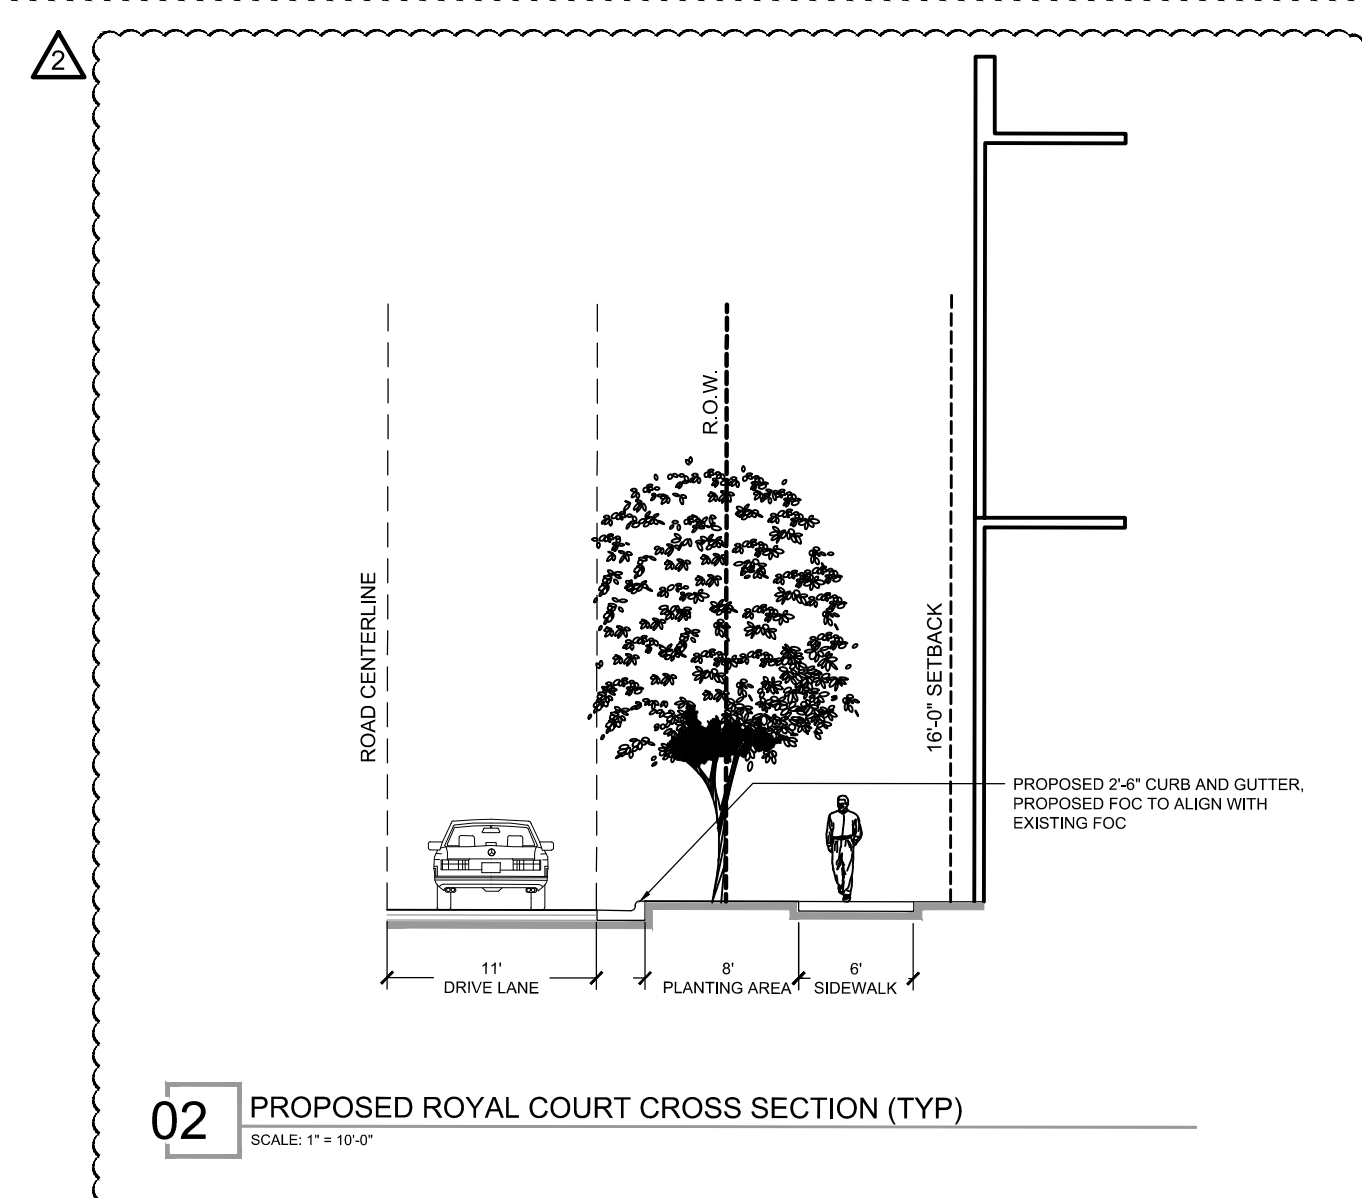 2
R.O.W.
ROAD CENTERLINE
16'-0" SETBACK
PROPOSED 2'-6" CURB AND GUTTER,
PROPOSED FOC TO ALIGN WITH
EXISTING FOC
11'
DRIVE LANE
8'
PLANTING AREA
6'
SIDEWALK
02
PROPOSED ROYAL COURT CROSS SECTION (TYP)
SCALE: 1" = 10'-0"